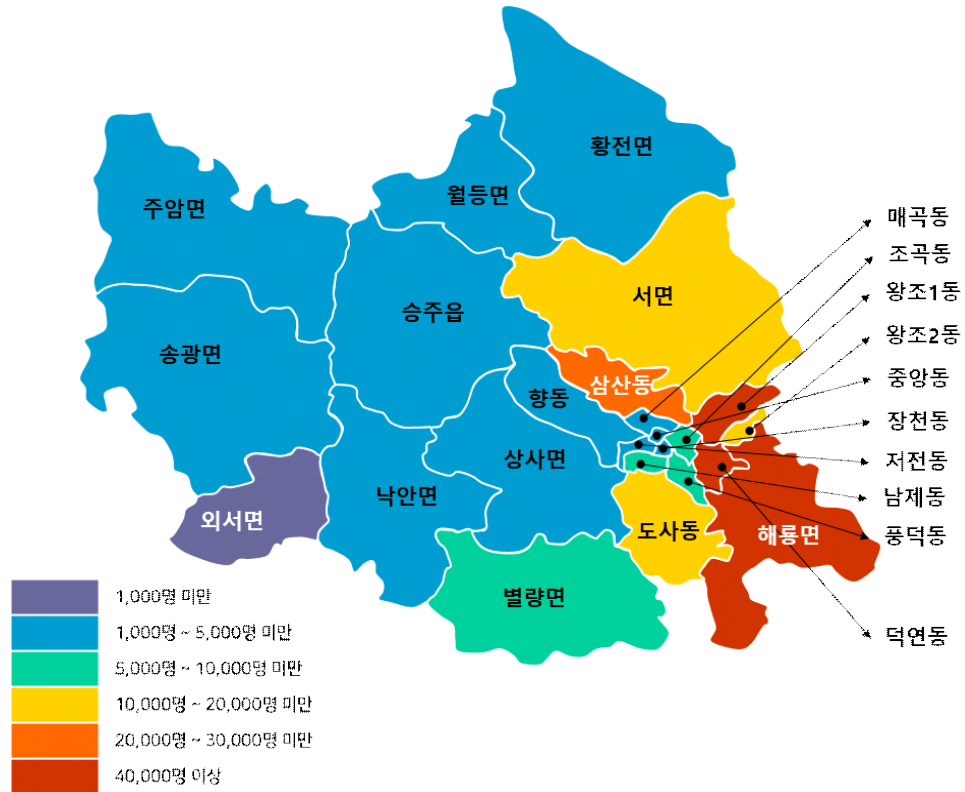 황전면
주암면
월등면
매곡동
조곡동
서면
왕조1동
승주읍
왕조2동
송광면
삼산동
중앙동
향동
장천동
상사면
저전동
낙안면
남제동
외서면
도사동
해룡면
풍덕동
별량면
덕연동
1,000명 미만
1,000명 ~ 5,000명 미만
5,000명 ~ 10,000명 미만
10,000명 ~ 20,000명 미만
20,000명 ~ 30,000명 미만
40,000명 이상